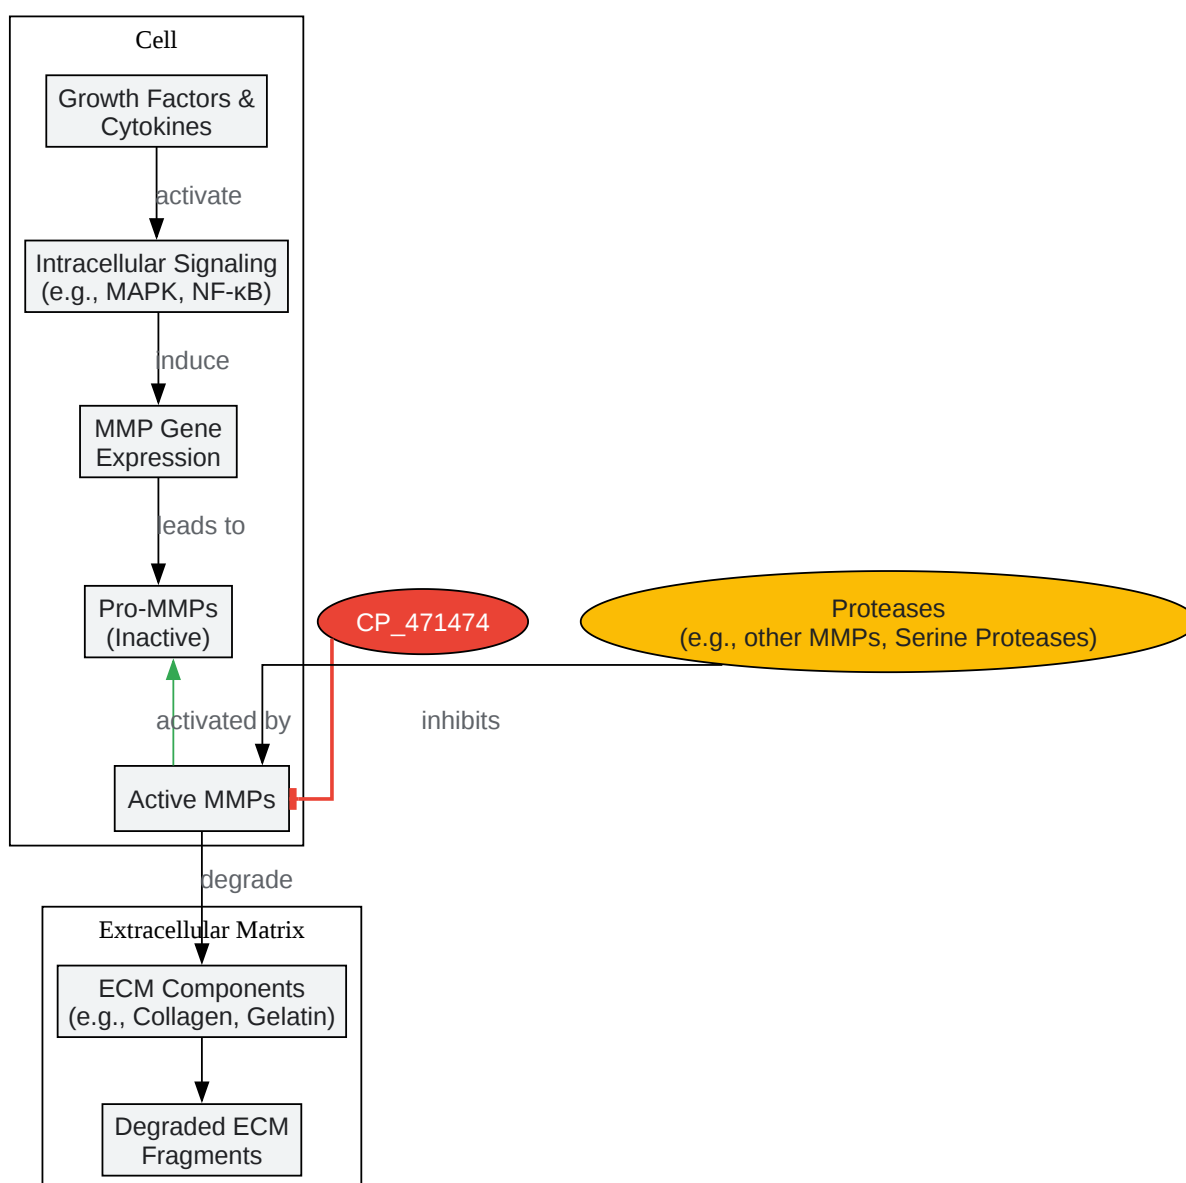 Cell
Growth Factors &
Cytokines
activate
Intracellular Signaling
(e.g., MAPK, NF-κB)
induce
MMP Gene
Expression
leads to
Pro-MMPs
(Inactive)
CP_471474
Proteases
(e.g., other MMPs, Serine Proteases)
activated by
inhibits
Active MMPs
degrade
Extracellular Matrix
ECM Components
(e.g., Collagen, Gelatin)
Degraded ECM
Fragments